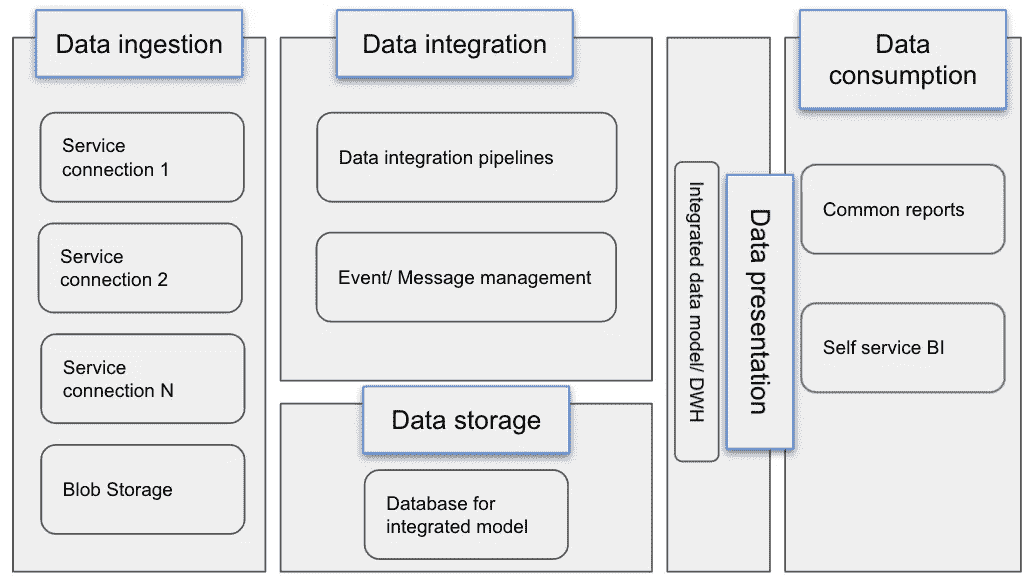 Data ingestion
Service
connection 1
Service
connection 2
Service
connection N
Blob Storage
Data integration
Data integration pipelines
Event/ Message management
Data storage
Database for
integrated model
Integrated data model/ DWH
Data presentation
Data
consumption
Common reports
Self service BI